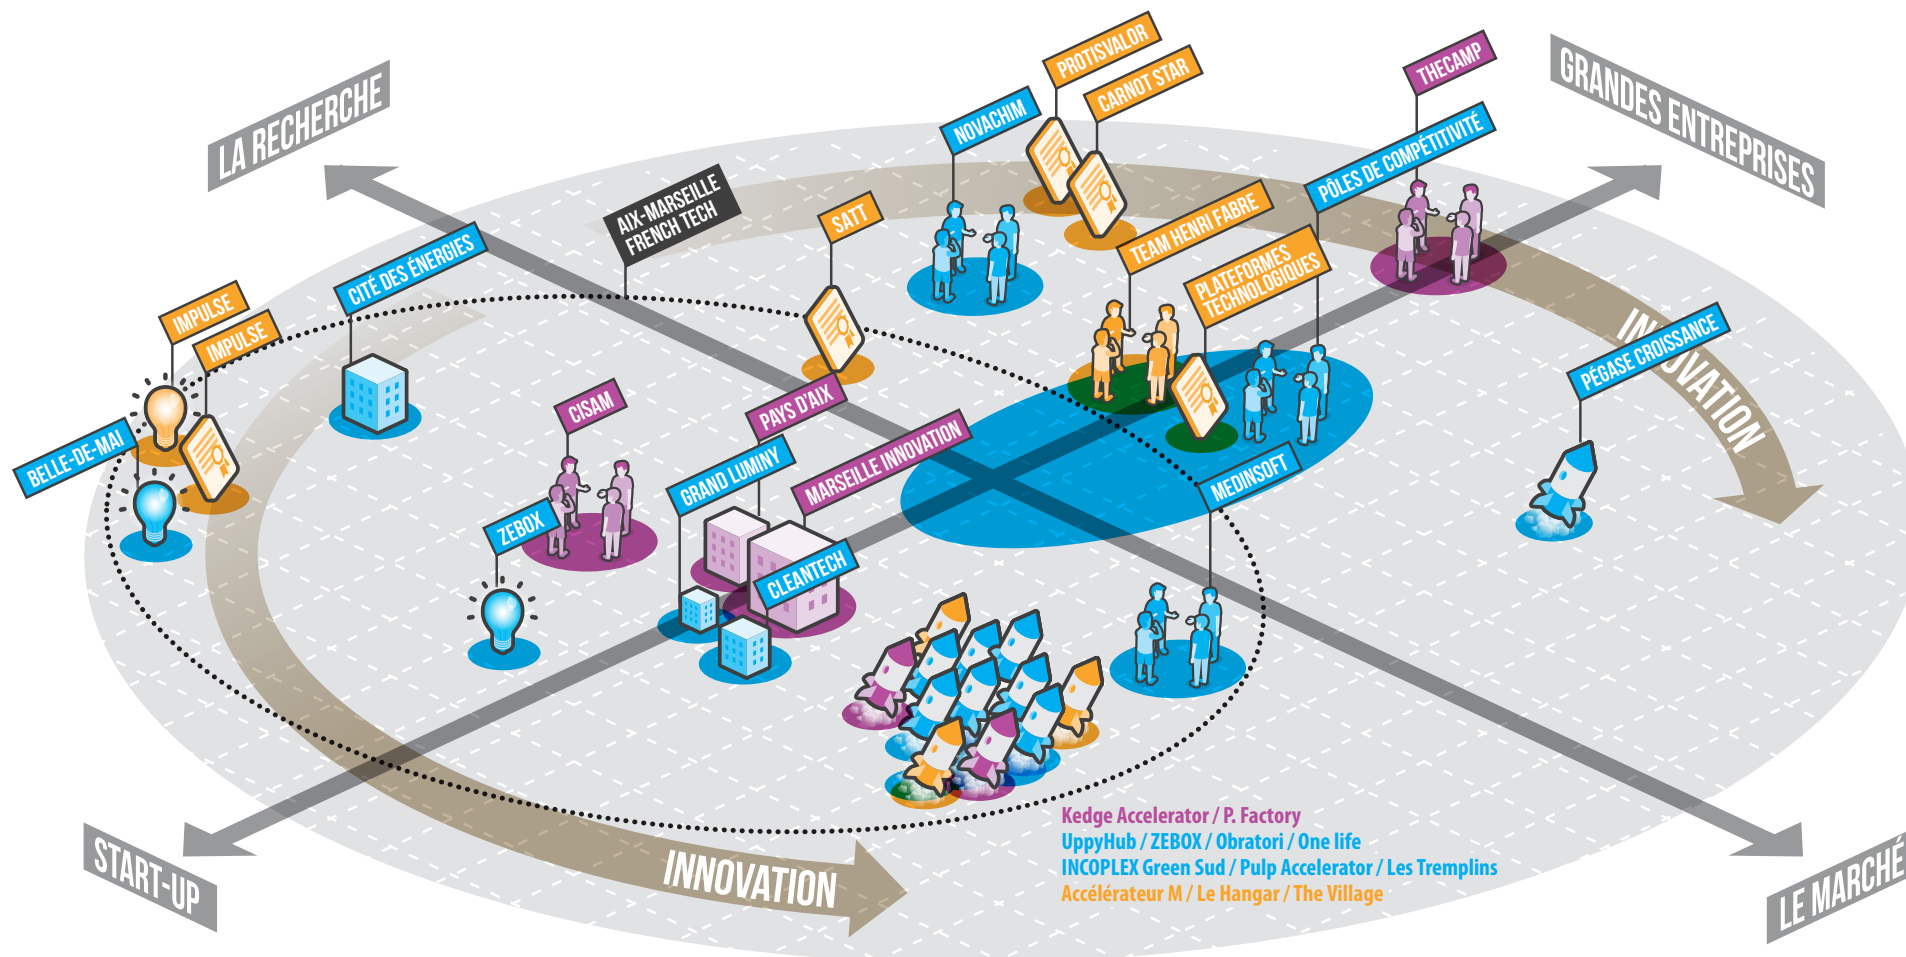 LA RECHERCHE
GRANDES ENTREPRISES
PROTISVALOR
CARNOT STAR
THECAMP
NOVACHIM
PÔLES DE COMPÉTITIVITÉ
AIX-MARSEILLE
FRENCH TECH
SATT
TEAM HENRI FABRE
PLATEFORMES
TECHNOLOGIQUES
CITÉ DES ÉNERGIES
IMPULSE
IMPULSE
INNOVATION
PÉGASE CROISSANCE
BELLE-DE-MAI
CISAM
PAYS D'AIX
MARSEILLE INNOVATION
GRAND LUMINY
MEDINSOFT
ZEBOX
CLEANTECH
START-UP
INNOVATION
Kedge Accelerator / P. Factory
UppyHub / ZEBOX / Obratori / One life
INCOPLEX Green Sud / Pulp Accelerator / Les Tremplins
Accélérateur M / Le Hangar / The Village
LE MARCHÉ